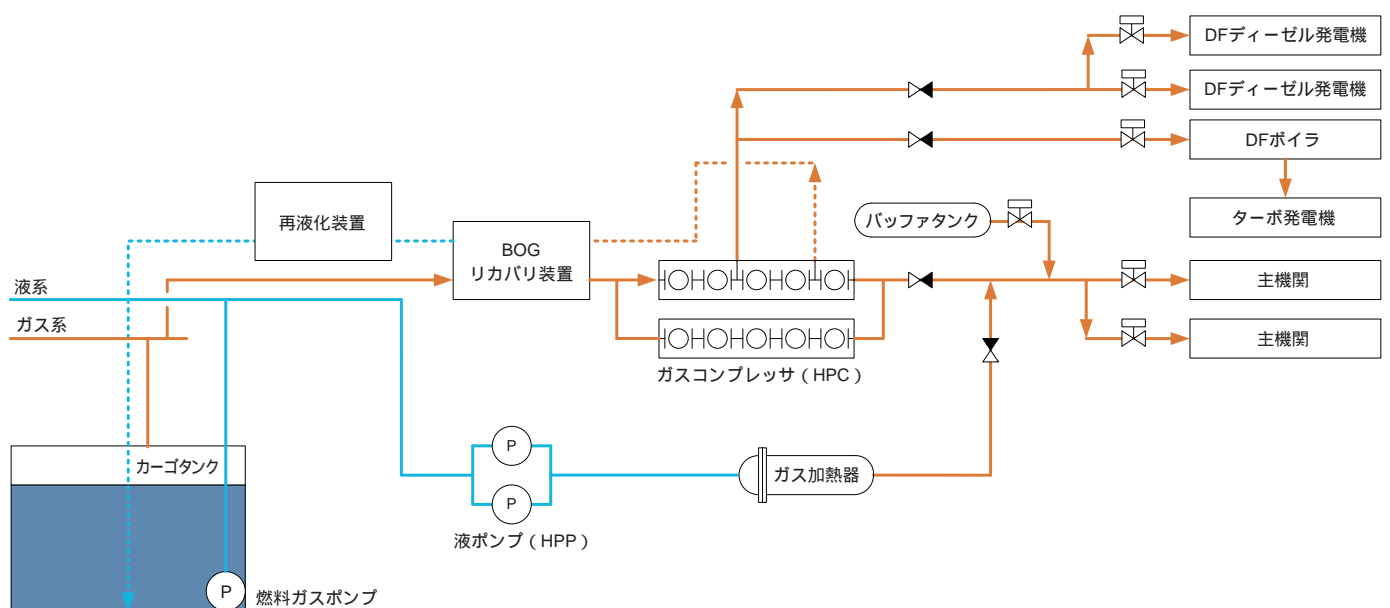 DFディーゼル発電機
DFディーゼル発電機
DFボイラ
ターボ発電機
再液化装置
BOG
リカバリ装置
バッファタンク
液系
ガス系
主機関
主機関
ガスコンプレッサ(HPC)
カーゴタンク
P
P
ガス加熱器
液ポンプ(HPP)
P
燃料ガスポンプ